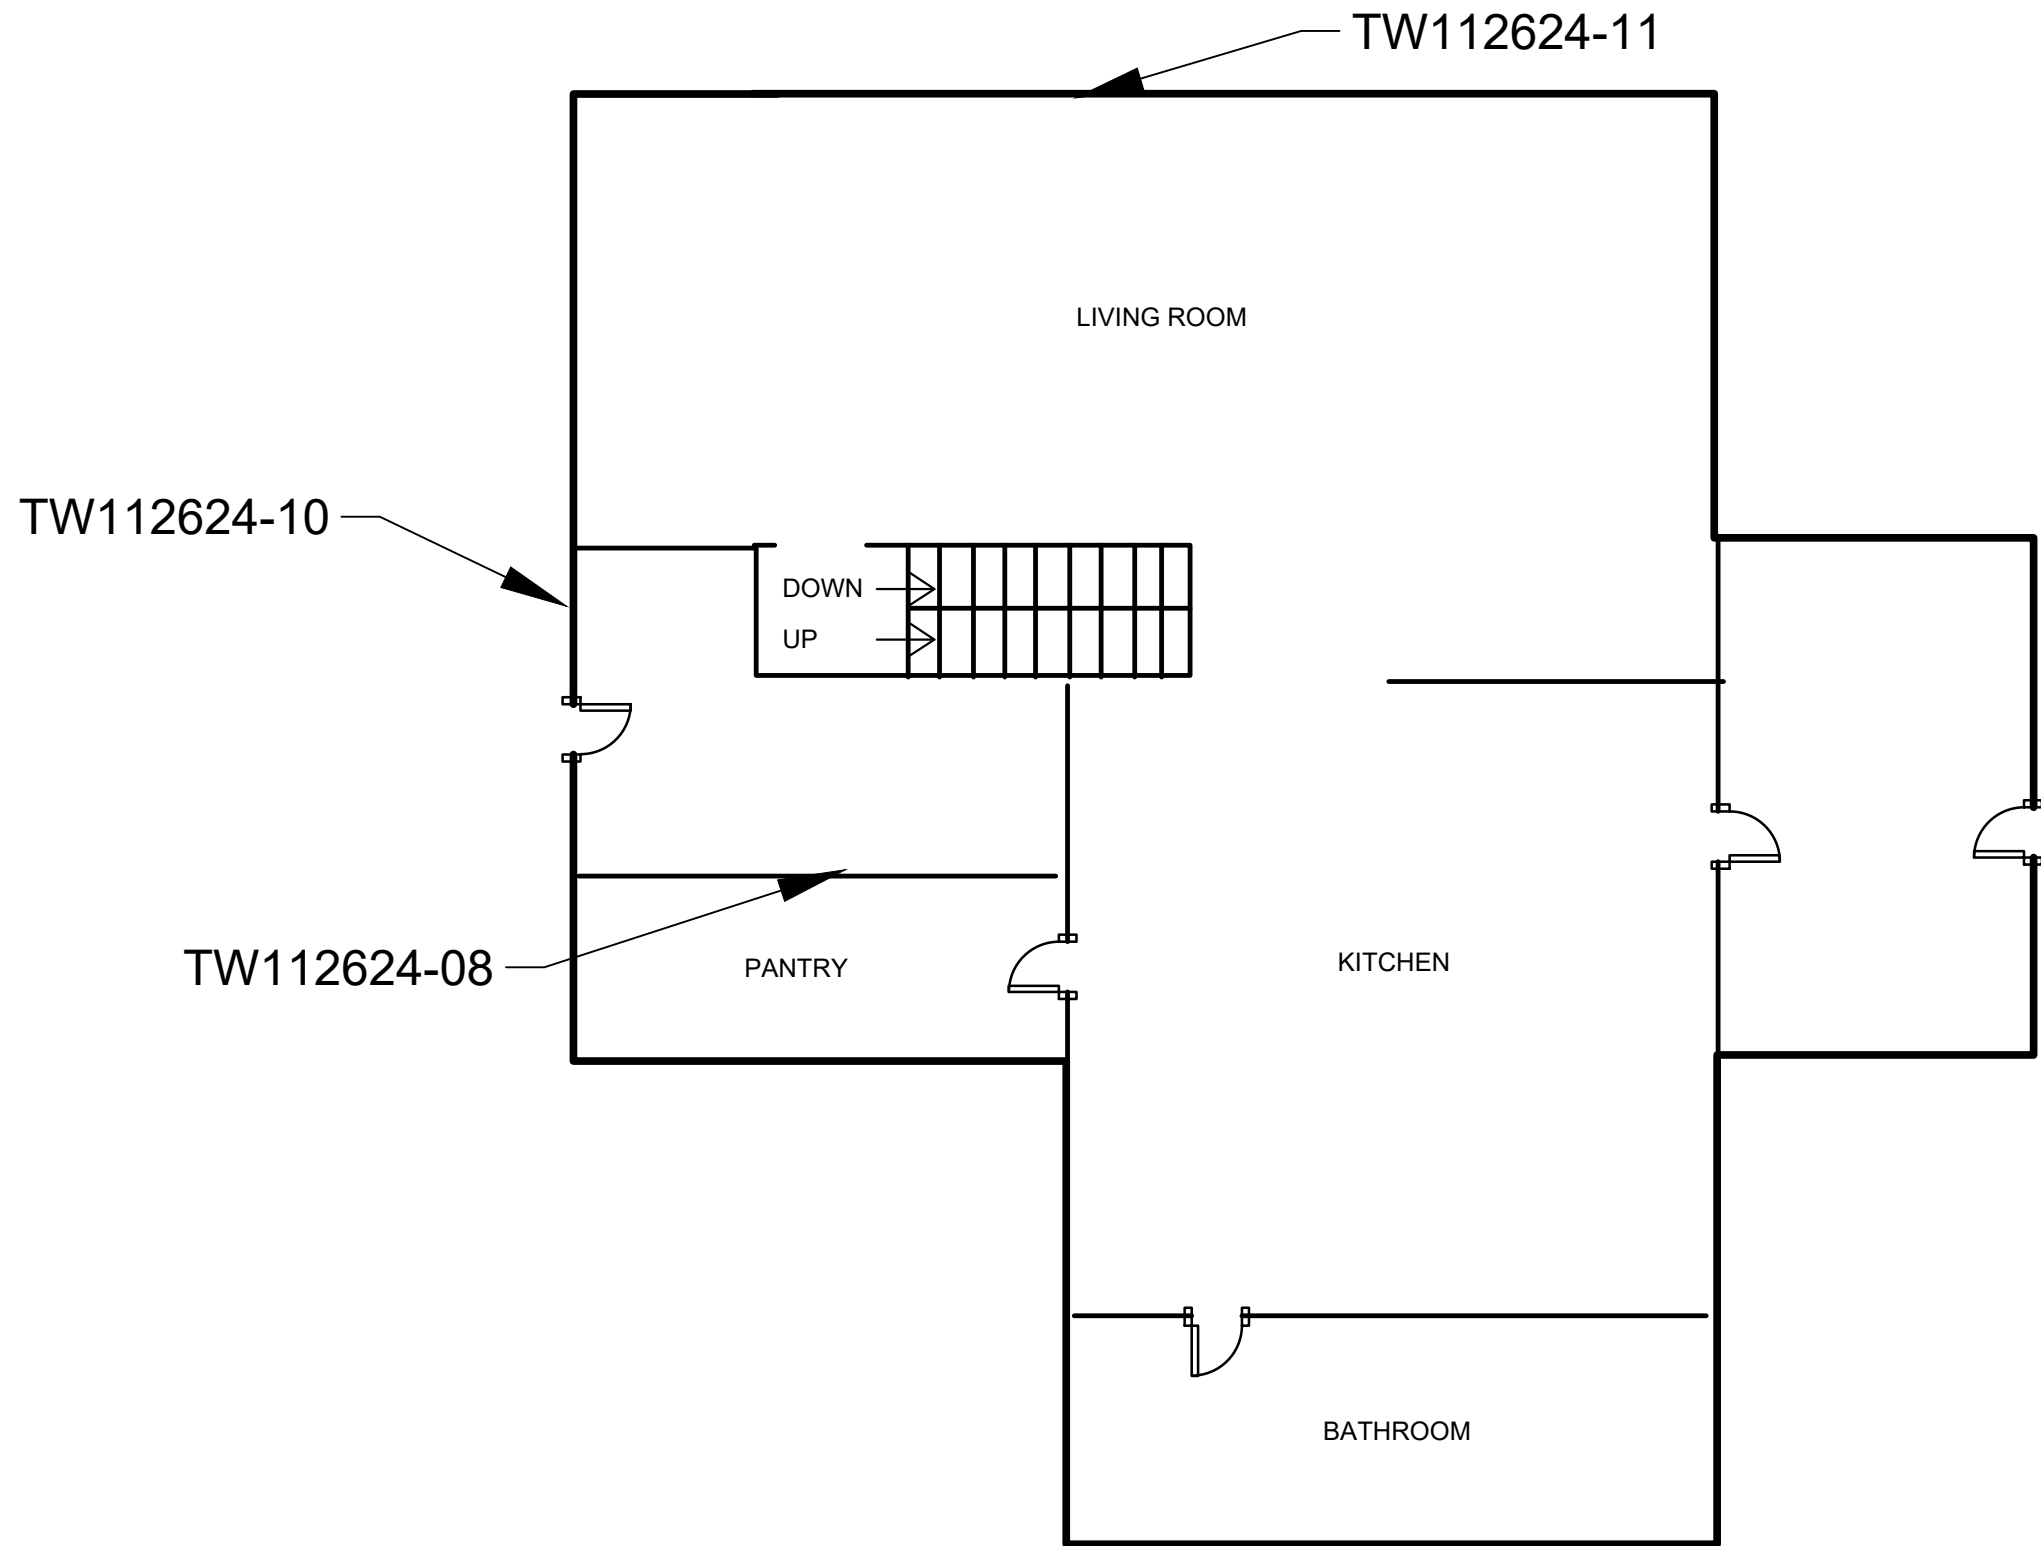 TW112624-11
LIVING ROOM
TW112624-10
DOWN
UP
TW112624-08
PANTRY
KITCHEN
BATHROOM